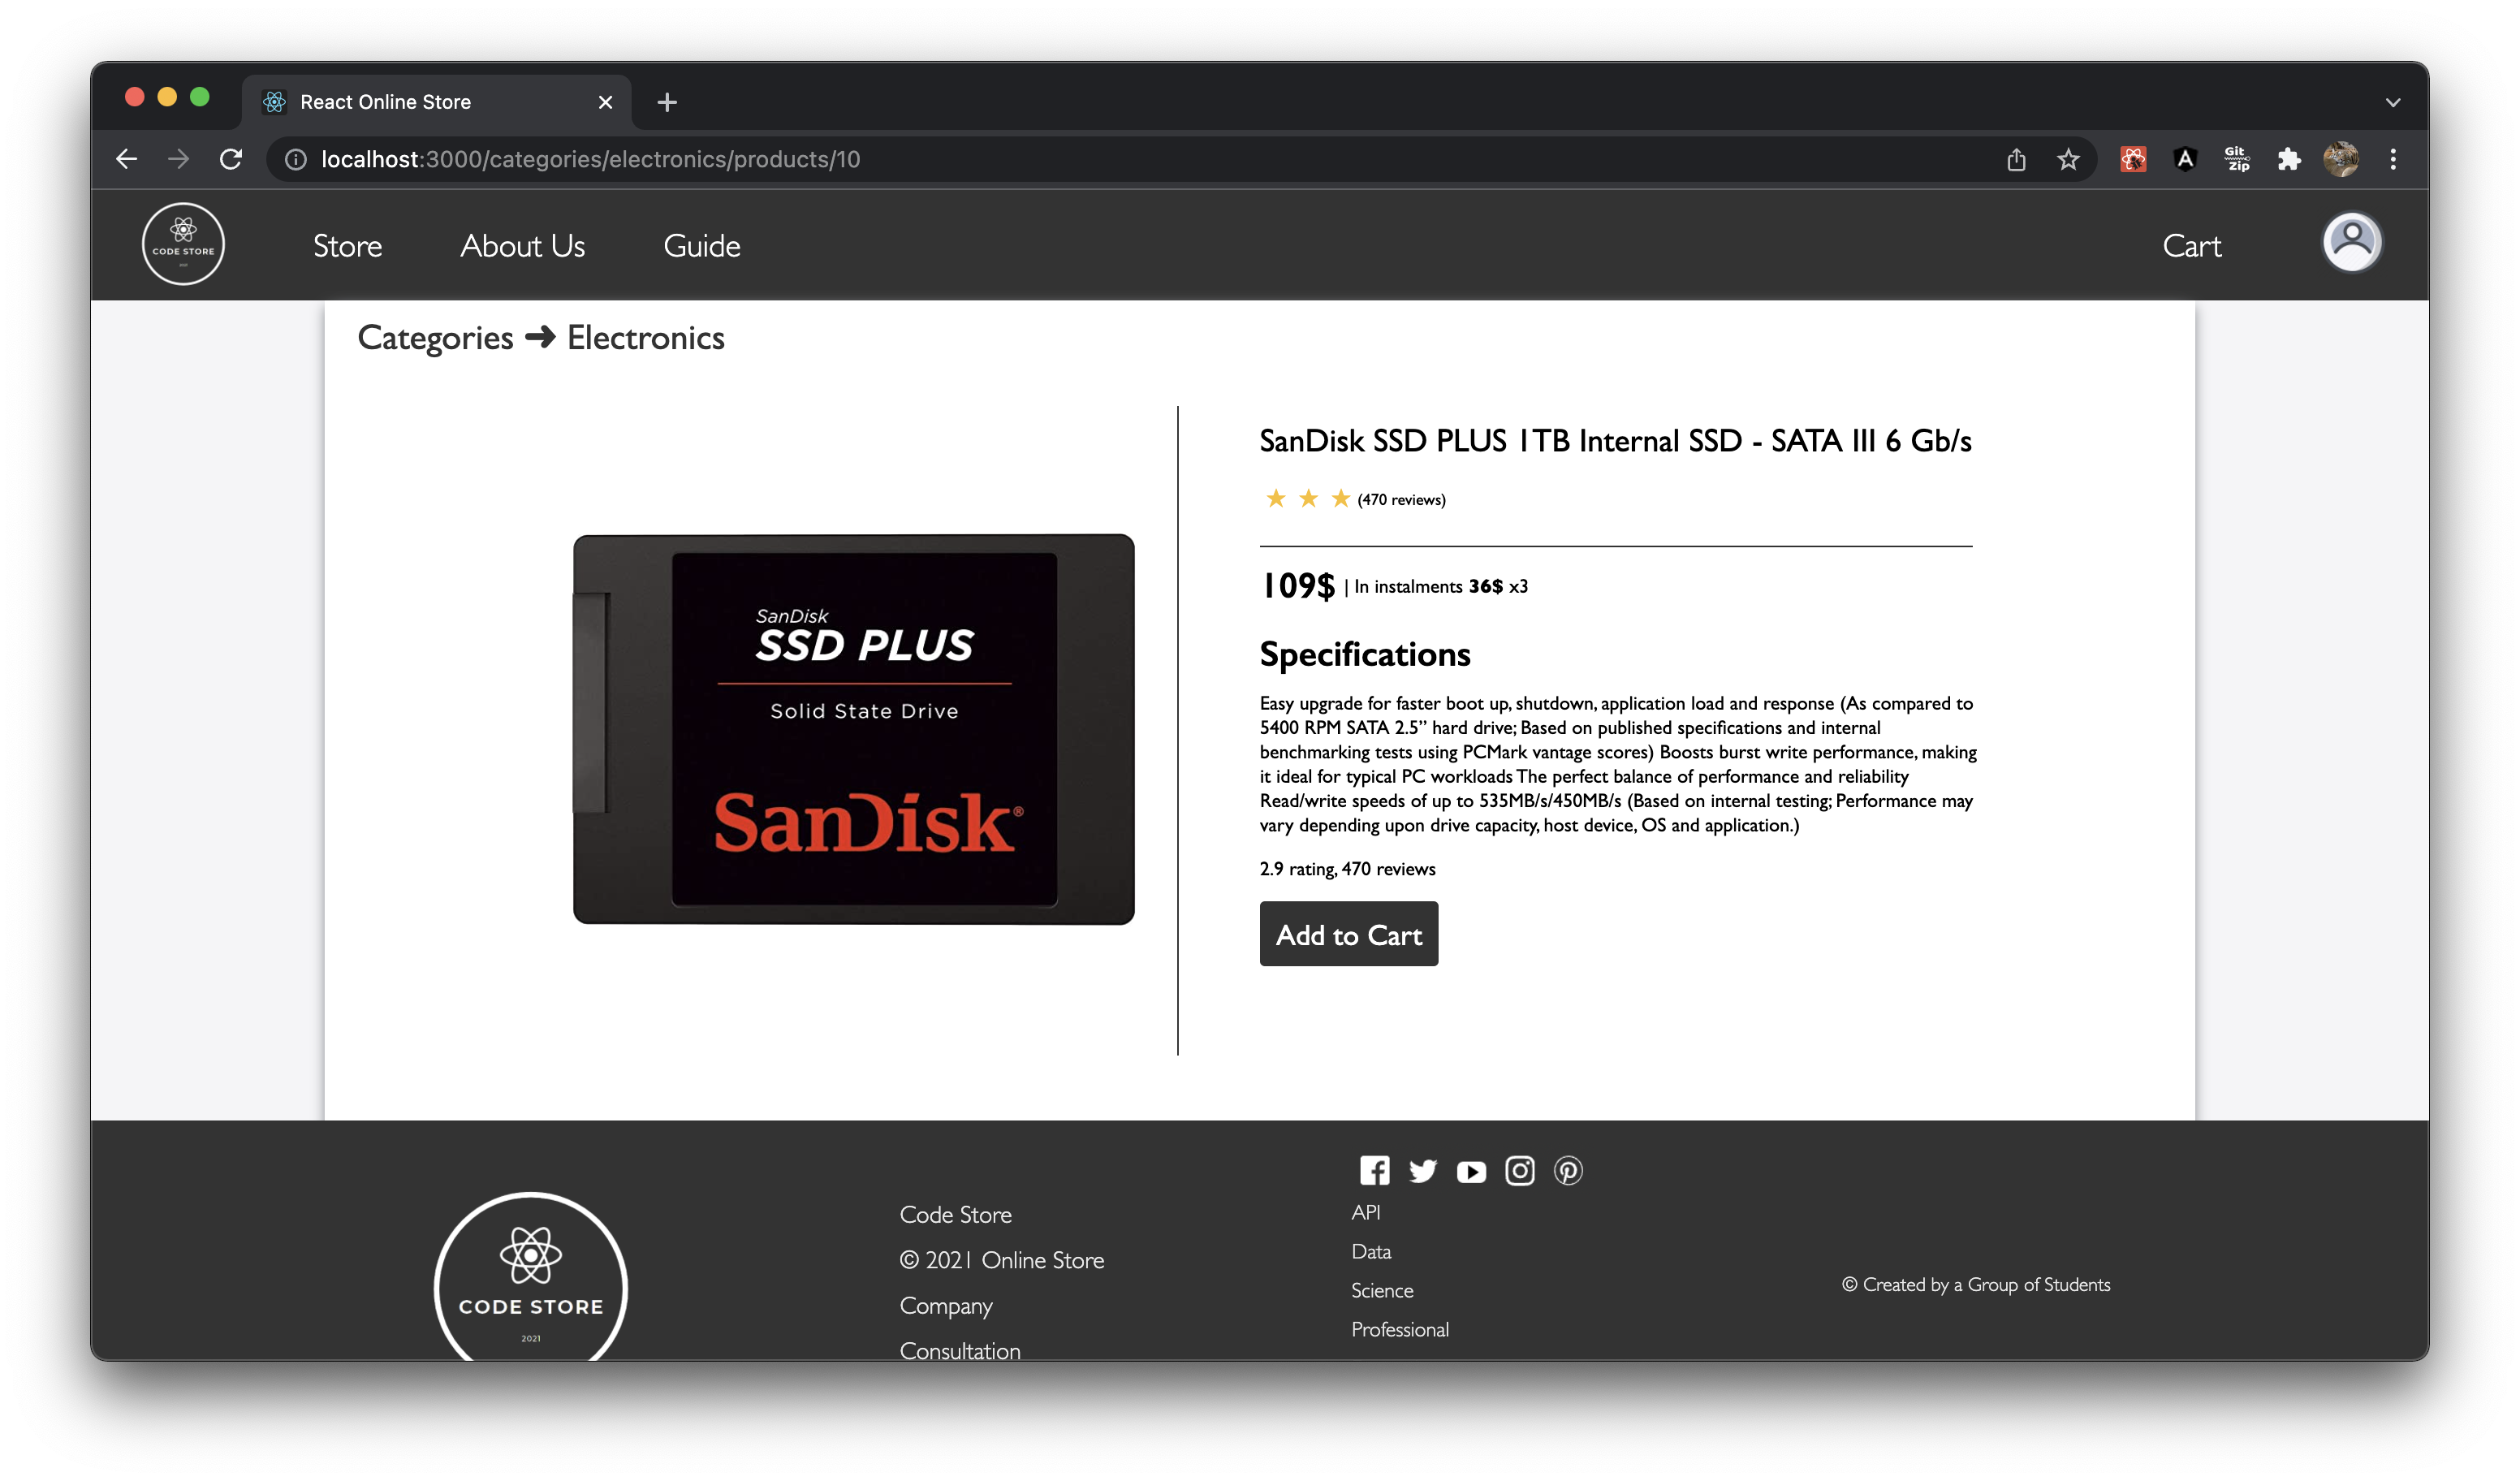 React Online Store
localhost:3000/categories/electronics/products/10
Git
Zip
CODE STORE
Store
About Us
Guide
Cart
Categories ➜ Electronics
SanDisk SSD PLUS 1TB Internal SSD - SATA III 6 Gb/s
★ ★ ★ (470 reviews)
109$ | In instalments 36$ x3
Specifications
Easy upgrade for faster boot up, shutdown, application load and response (As compared to
5400 RPM SATA 2.5” hard drive; Based on published specifications and internal
benchmarking tests using PCMark vantage scores) Boosts burst write performance, making
it ideal for typical PC workloads The perfect balance of performance and reliability
Read/write speeds of up to 535MB/s/450MB/s (Based on internal testing; Performance may
vary depending upon drive capacity, host device, OS and application.)
2.9 rating, 470 reviews
Add to Cart
SanDisk
SSD PLUS
Solid State Drive
SanDisk®
CODE STORE
2021
Code Store
© 2021 Online Store
Company
Consultation
API
Data
Science
Professional
© Created by a Group of Students